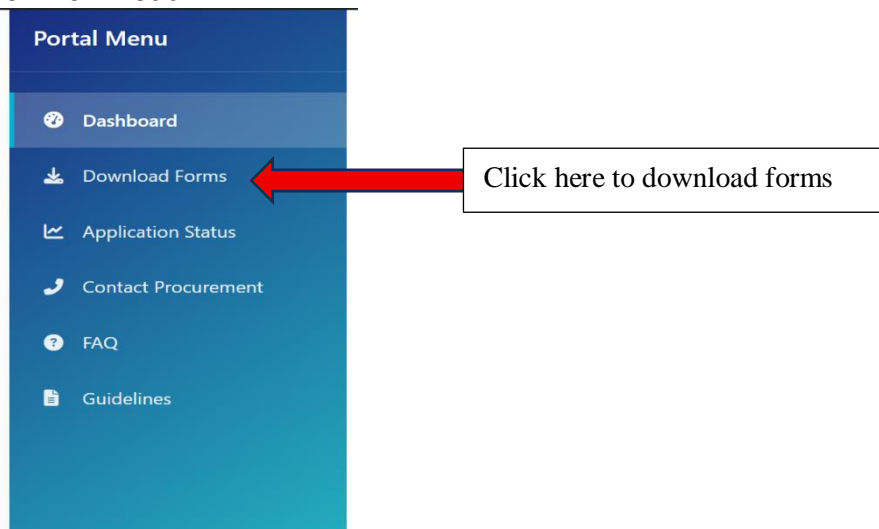 Portal Menu
Dashboard
Download Forms
Click here to download forms
Application Status
Contact Procurement
FAQ
Guidelines